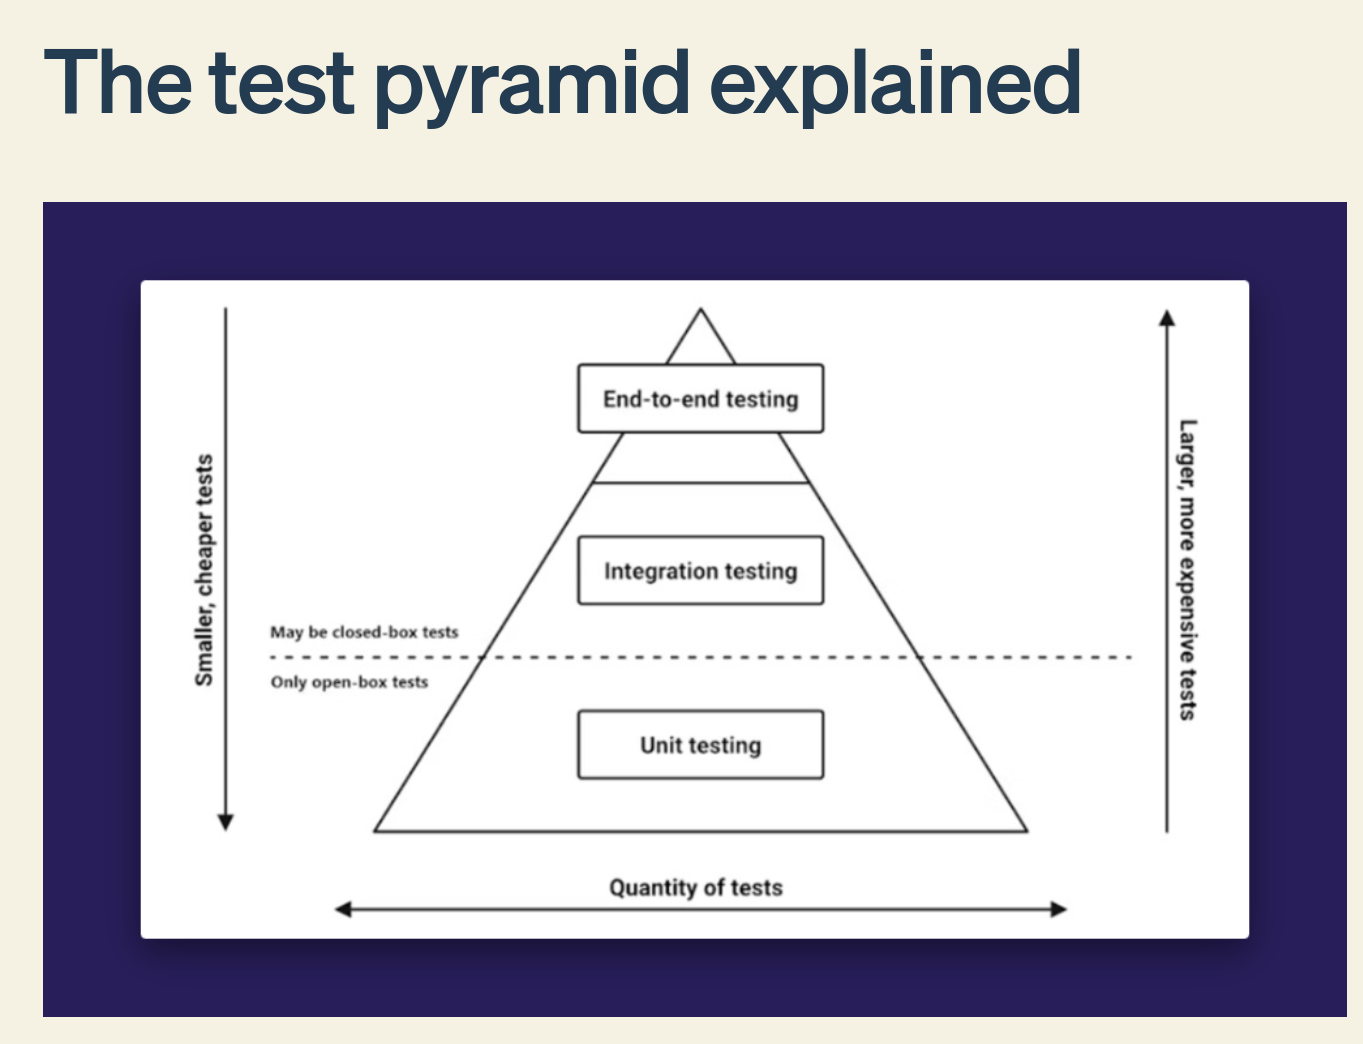 The test pyramid explained
End-to-end testing
Integration testing
Smaller, cheaper tests
Larger, more expensive tests
May be closed-box tests
Only open-box tests
Unit testing
Quantity of tests